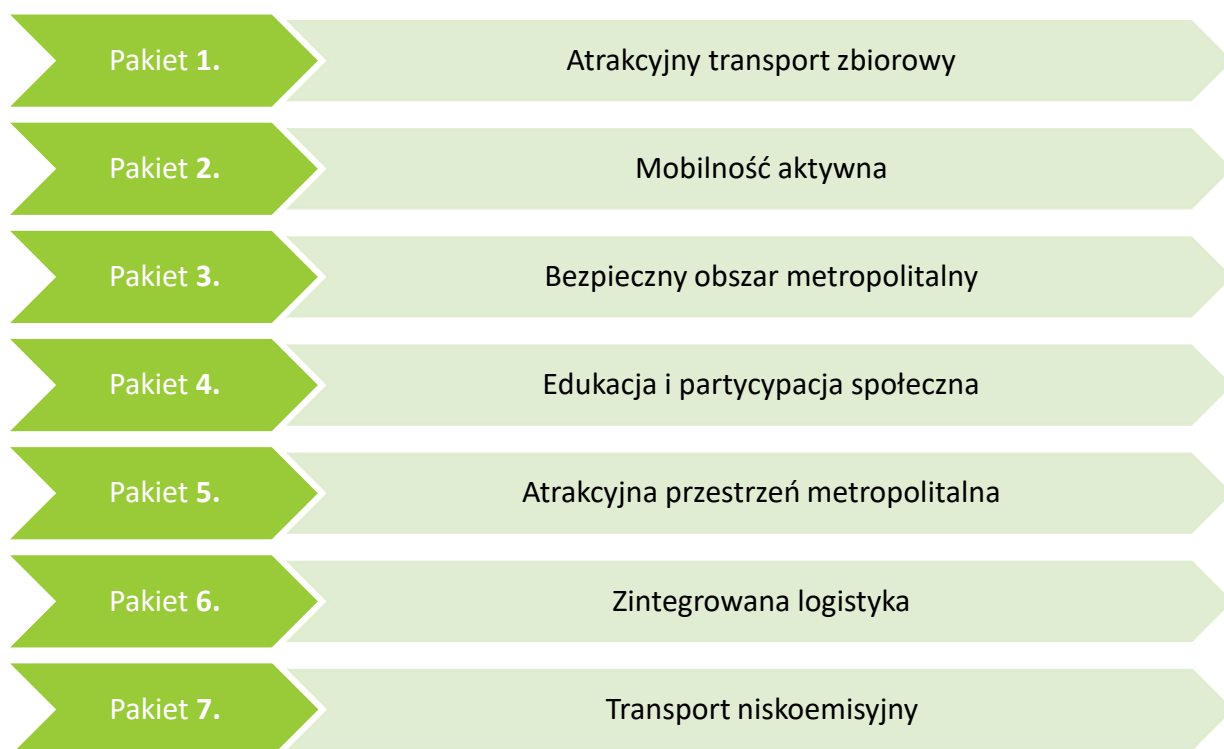 Pakiet 1. Atrakcyjny transport zbiorowy
Pakiet 2. Mobilność aktywna
Pakiet 3. Bezpieczny obszar metropolitalny
Pakiet 4. Edukacja i partycypacja społeczna
Pakiet 5. Atrakcyjna przestrzeń metropolitalna
Pakiet 6. Zintegrowana logistyka
Pakiet 7. Transport niskoemisyjny